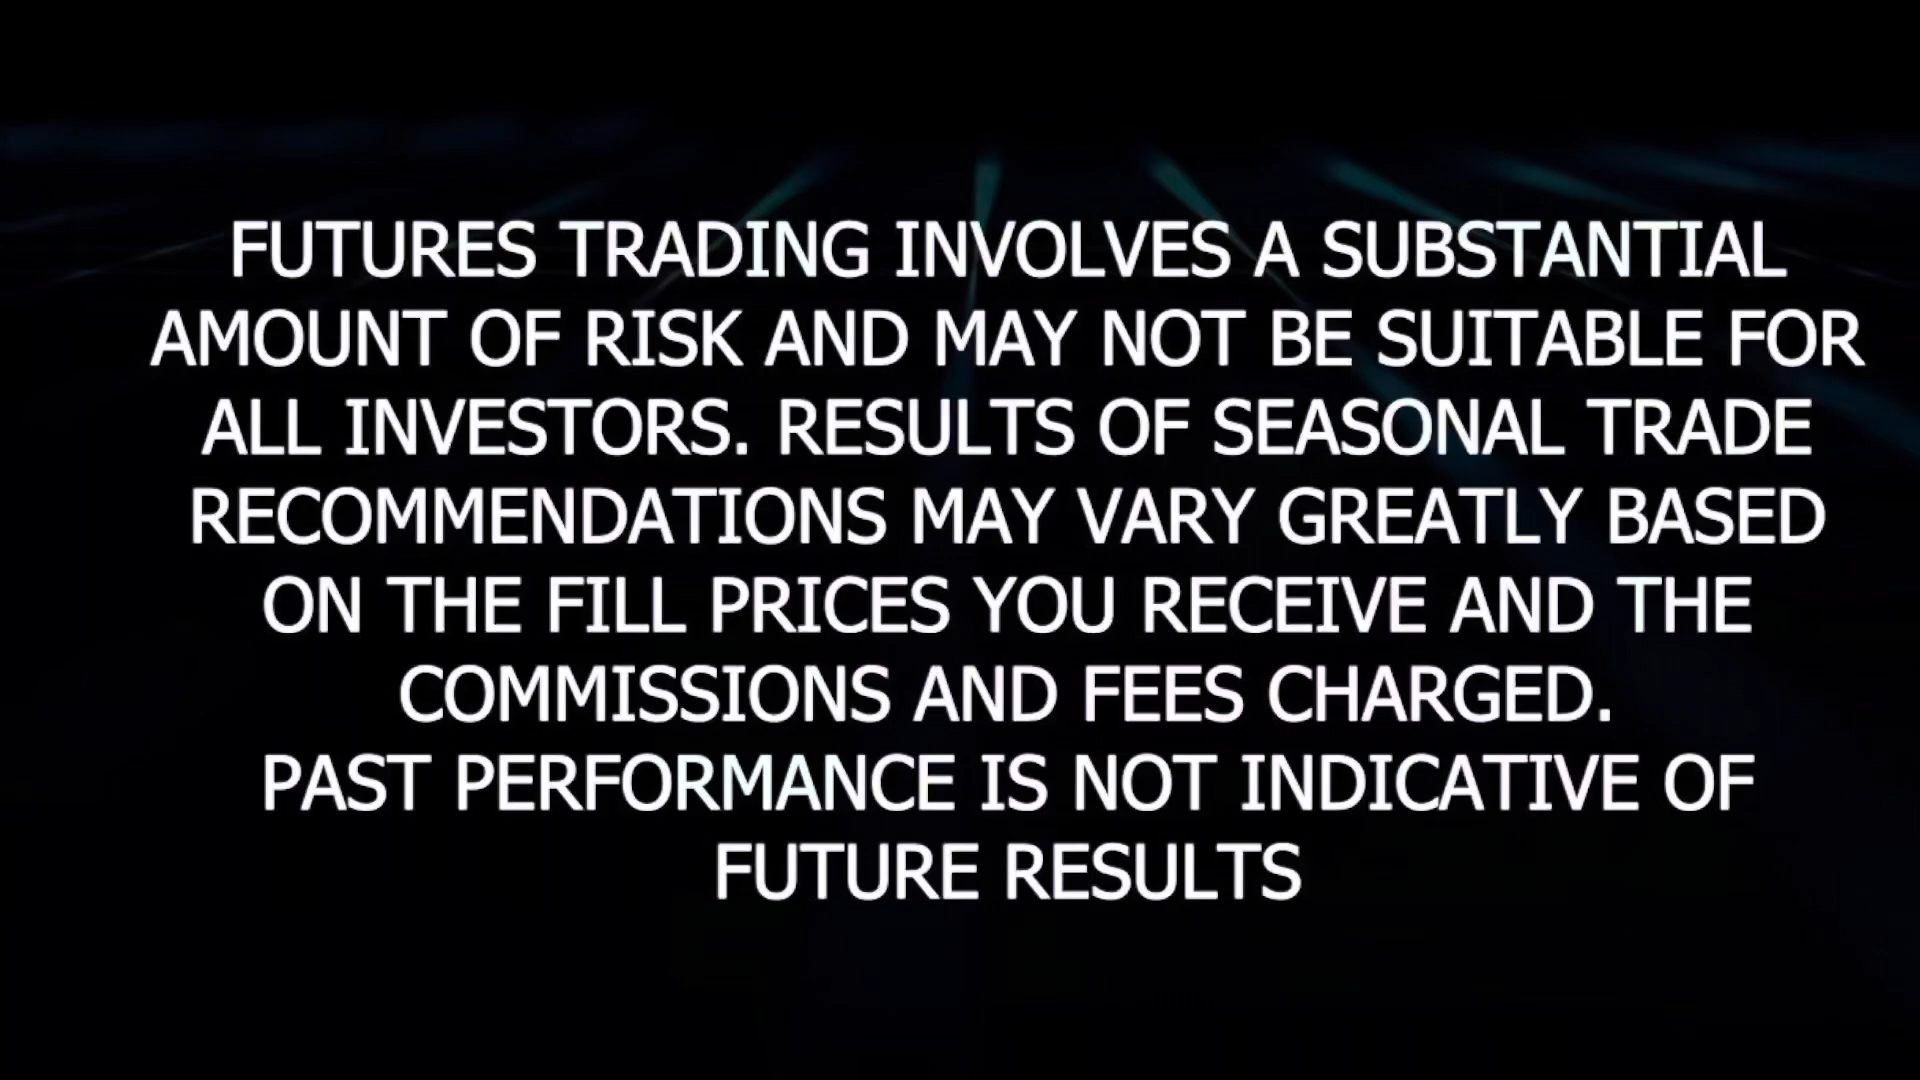 FUTURES TRADING INVOLVES A SUBSTANTIAL
AMOUNT OF RISK AND MAY NOT BE SUITABLE FOR
ALL INVESTORS. RESULTS OF SEASONAL TRADE
RECOMMENDATIONS MAY VARY GREATLY BASED
ON THE FILL PRICES YOU RECEIVE AND THE
COMMISSIONS AND FEES CHARGED.
PAST PERFORMANCE IS NOT INDICATIVE OF
FUTURE RESULTS